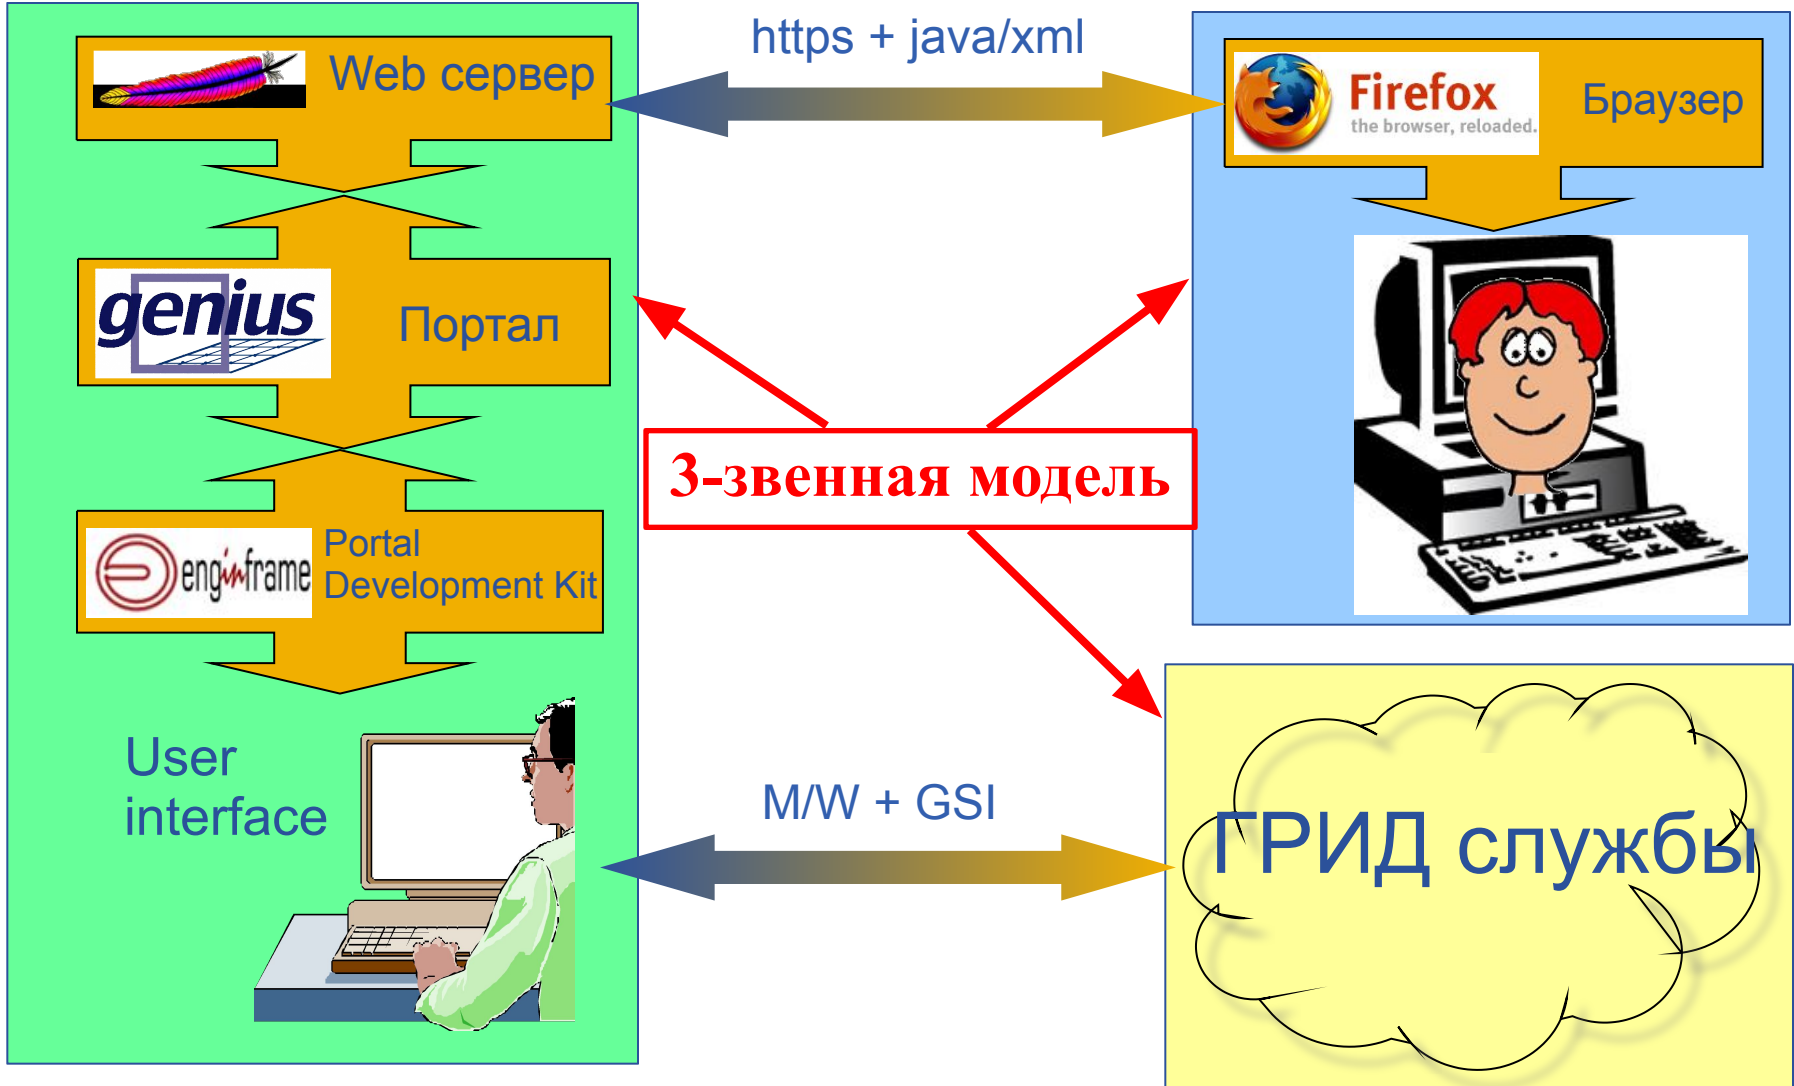 https + java/xml
Web сервер
Firefox
the browser, reloaded.
Браузер
genius
Портал
3-звенная модель
enginframe
Portal
Development Kit
User
interface
M/W + GSI
ГРИД службы